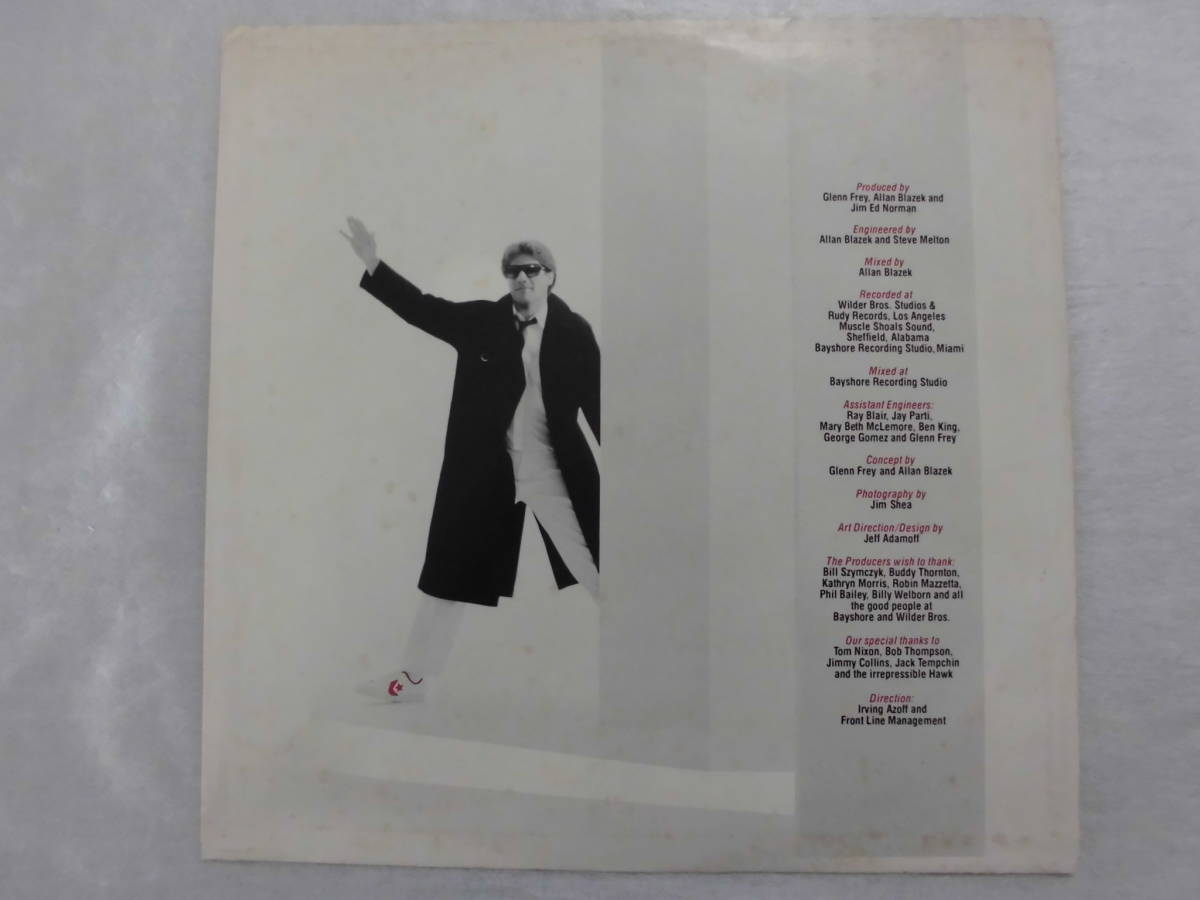 Produced by
Glenn Frey, Allan Blazek and
Jim Ed Norman
Engineered by
Allan Blazek and Steve Melton
Mixed by
Allan Blazek
Recorded at
Wilder Bros. Studios &
Rudy Records, Los Angeles
Muscle Shoals Sound,
Sheffield, Alabama
Bayshore Recording Studio, Miami
Mixed at
Bayshore Recording Studio
Assistant Engineers:
Ray Blair, Jay Parti,
Mary Beth McLemore, Ben King,
George Gomez and Glenn Frey
Concept by
Glenn Frey and Allan Blazek
Photography by
Jim Shea
Art Direction/Design by
Jeff Adamoff
The Producers wish to thank:
Bill Szymczyk, Buddy Thornton,
Kathryn Morris, Robin Mazzetta,
Phil Bailey, Billy Welborn and all
the good people at
Bayshore and Wilder Bros.
Our special thanks to
Tom Nixon, Bob Thompson,
Jimmy Collins, Jack Tempchin
and the irrepressible Hawk
Direction:
Irving Azoff and
Front Line Management